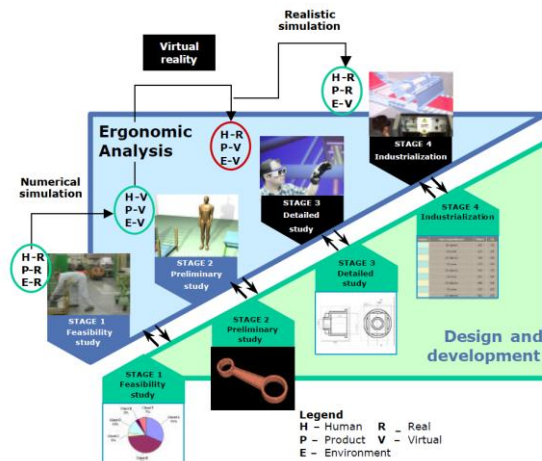 Realistic
simulation
Virtual
reality
H-R
P-R
E-V
Ergonomic
Analysis
H-R
P-V
E-V
STAGE 4
Industrialization
Numerical
simulation
H-V
P-V
E-V
STAGE 3
Detailed
study
H-R
P-R
E-R
STAGE 2
Preliminary
study
STAGE 4
Industrialization
STAGE 1
Feasibility
study
STAGE 3
Detailed
study
STAGE 2
Preliminary
study
Design and
development
STAGE 1
Feasibility
study
Legend
H – Human R _ Real
P – Product V – Virtual
E – Environment